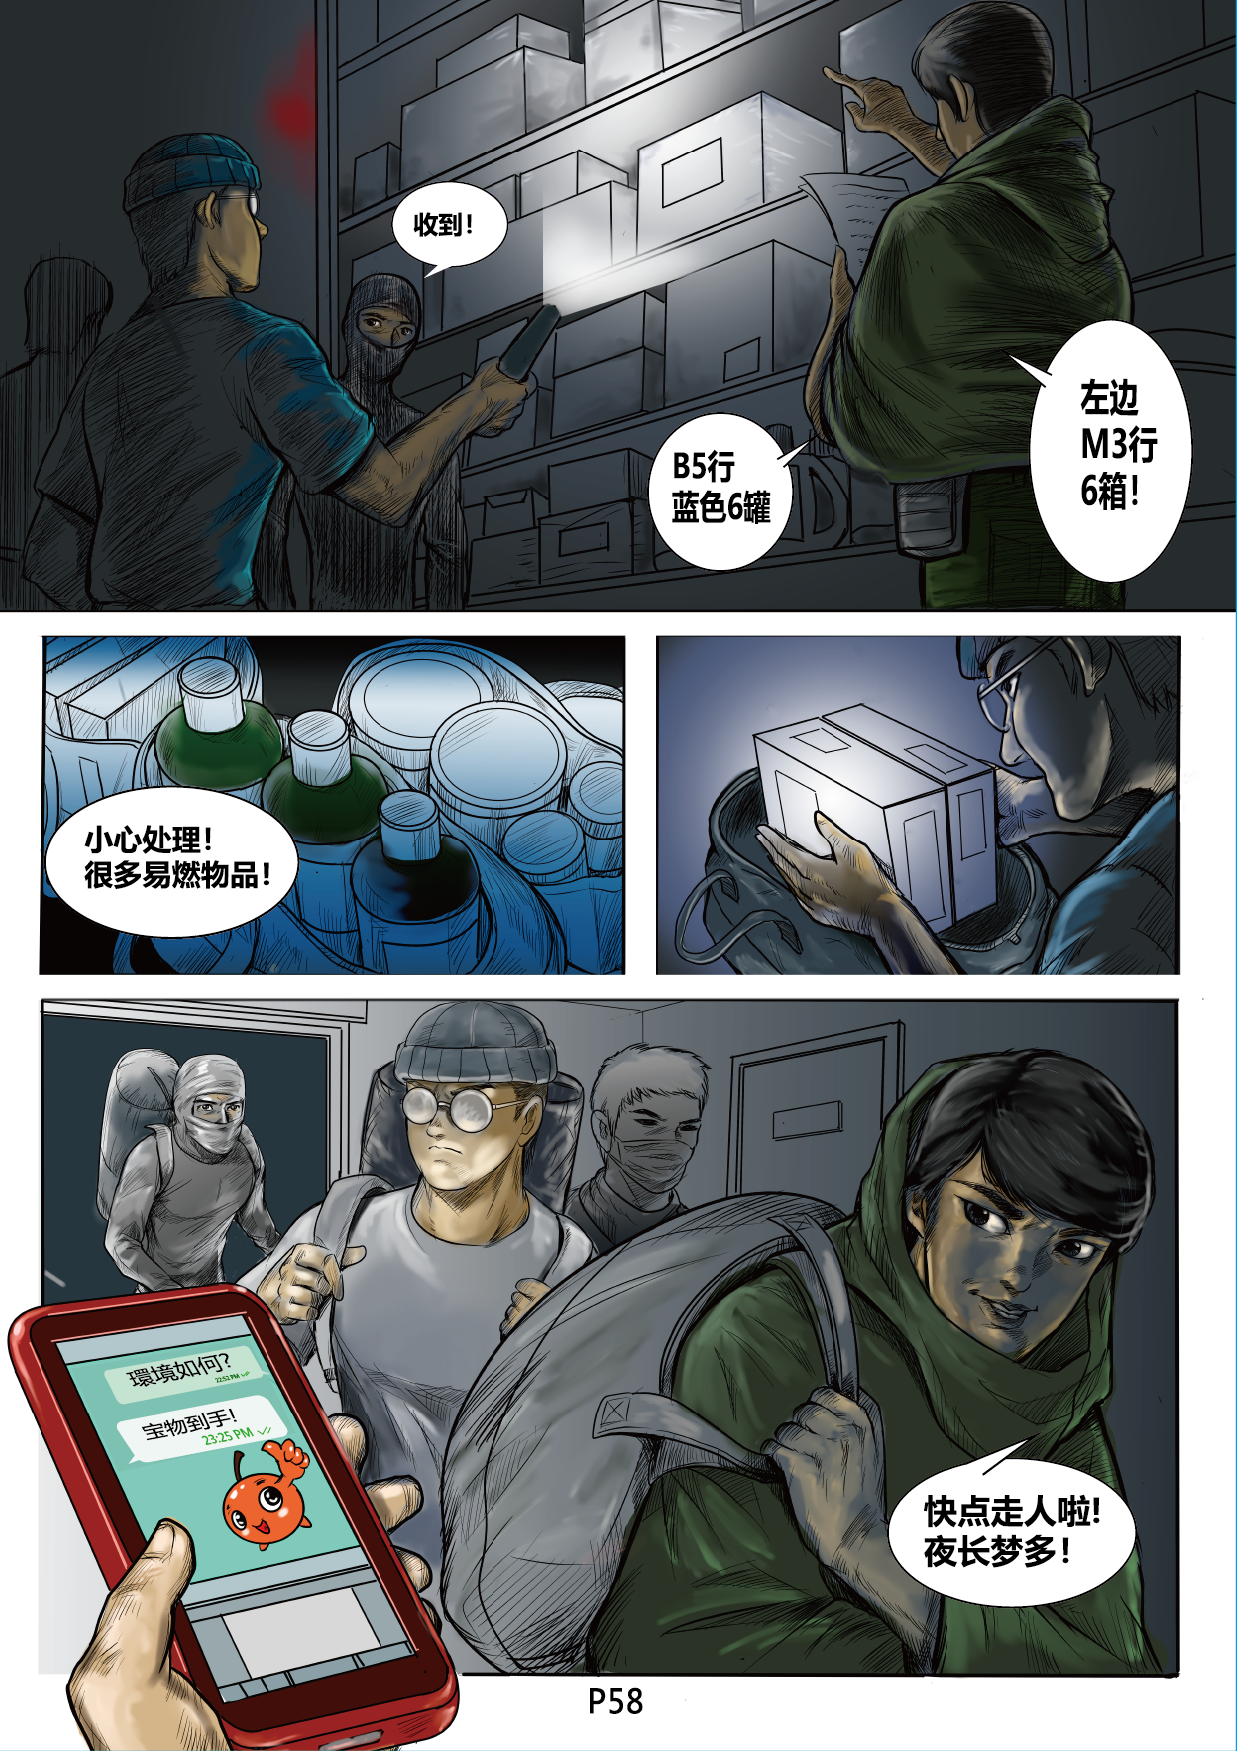 收到！
左边
M3行
6箱！
B5行
蓝色6罐
小心处理！
很多易燃物品！
環境如何？
22:52 PM
宝物到手！
23:25 PM
快点走人啦！
夜长梦多！
P58